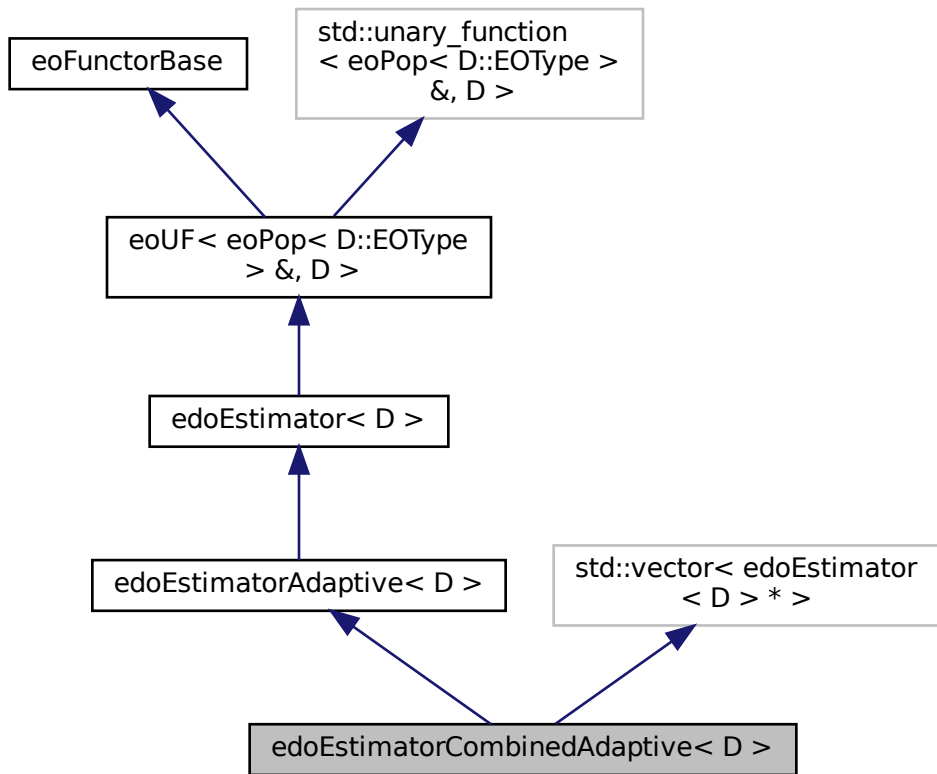 eoFunctorBase
std::unary_function
< eoPop< D::EOType >
&, D >
eoUF< eoPop< D::EOType
> &, D >
edoEstimator< D >
edoEstimatorAdaptive< D >
std::vector< edoEstimator
< D > * >
edoEstimatorCombinedAdaptive< D >